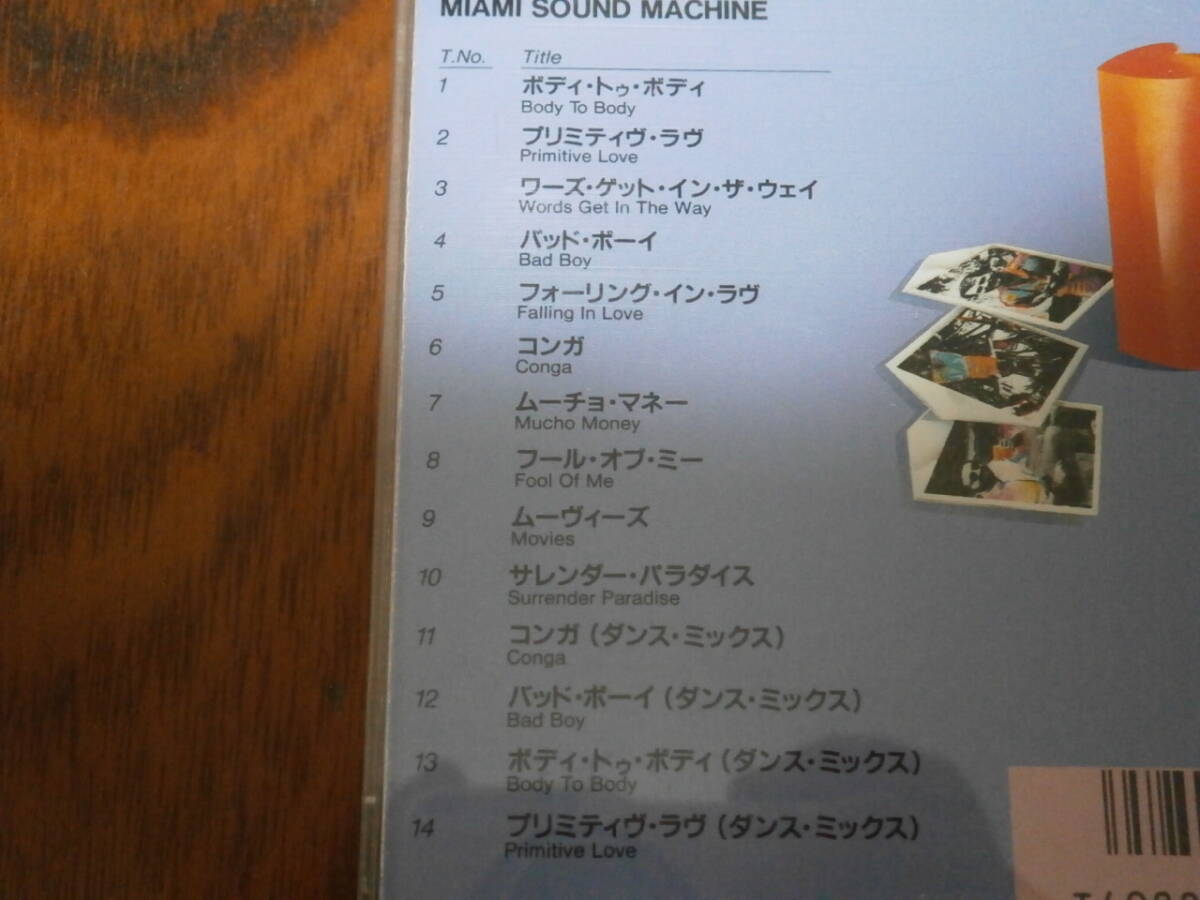 MIAMI SOUND MACHINE
T.No. Title
1 ボディ・トゥ・ボディ
Body To Body
2 プリミティヴ・ラヴ
Primitive Love
3 ワーズ・ゲット・イン・ザ・ウェイ
Words Get In The Way
4 バッド・ボーイ
Bad Boy
5 フォーリング・イン・ラヴ
Falling In Love
6 コンガ
Conga
7 ムーチョ・マネー
Mucho Money
8 フール・オブ・ミー
Fool Of Me
9 ムーヴィーズ
Movies
10 サレンダー・パラダイス
Surrender Paradise
11 コンガ（ダンス・ミックス）
Conga
12 バッド・ボーイ（ダンス・ミックス）
Bad Boy
13 ボディ・トゥ・ボディ（ダンス・ミックス）
Body To Body
14 プリミティヴ・ラヴ（ダンス・ミックス）
Primitive Love